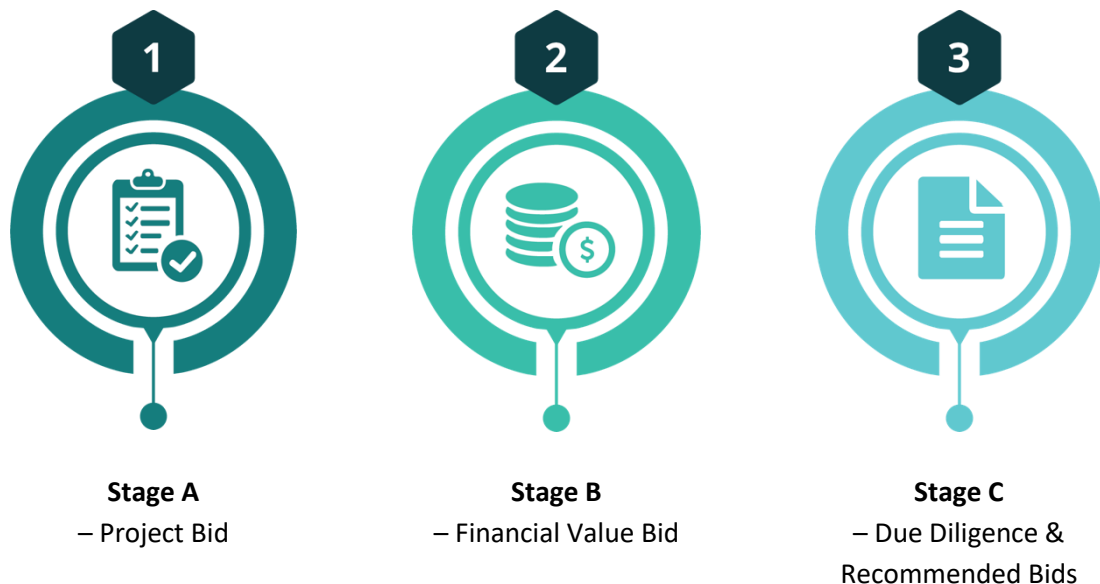 1
2
3
$
Stage A
– Project Bid
Stage B
– Financial Value Bid
Stage C
– Due Diligence &
Recommended Bids